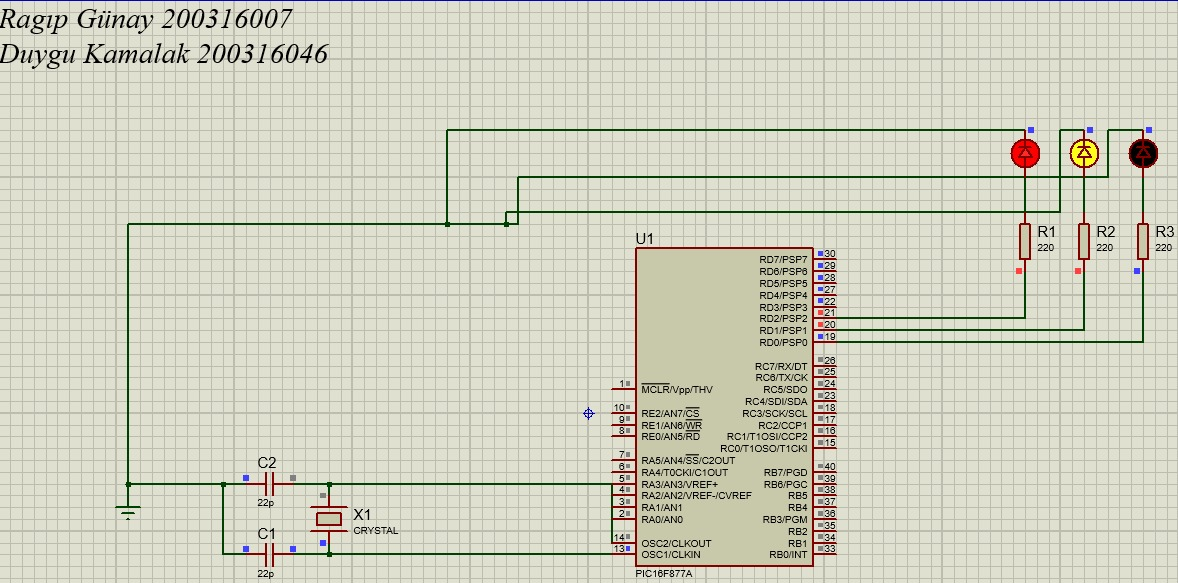 Ragıp Günay 200316007
Duygu Kamalak 200316046
R1
220
R2
220
R3
220
U1
RD7/PSP7 30
RD6/PSP6 29
RD5/PSP5 28
RD4/PSP4 27
RD3/PSP3 22
RD2/PSP2 21
RD1/PSP1 20
RD0/PSP0 19
RC7/RX/DT 26
RC6/TX/CK 25
RC5/SDO 24
RC4/SDI/SDA 23
RC3/SCK/SCL 18
RC2/CCP1 17
RC1/T1OSI/CCP2 16
RC0/T1OSO/T1CKI 15
1 MCLR/Vpp/THV
10 RE2/AN7/CS
9 RE1/AN6/WR
8 RE0/AN5/RD
7 RA5/AN4/SS/C2OUT
6 RA4/T0CKI/C1OUT
5 RA3/AN3/VREF+
4 RA2/AN2/VREF-/CVREF
3 RA1/AN1
2 RA0/AN0
14 OSC2/CLKOUT
13 OSC1/CLKIN
RB7/PGD 40
RB6/PGC 39
RB5 38
RB4 37
RB3/PGM 36
RB2 35
RB1 34
RB0/INT 33
PIC16F877A
C2
22p
X1
CRYSTAL
C1
22p